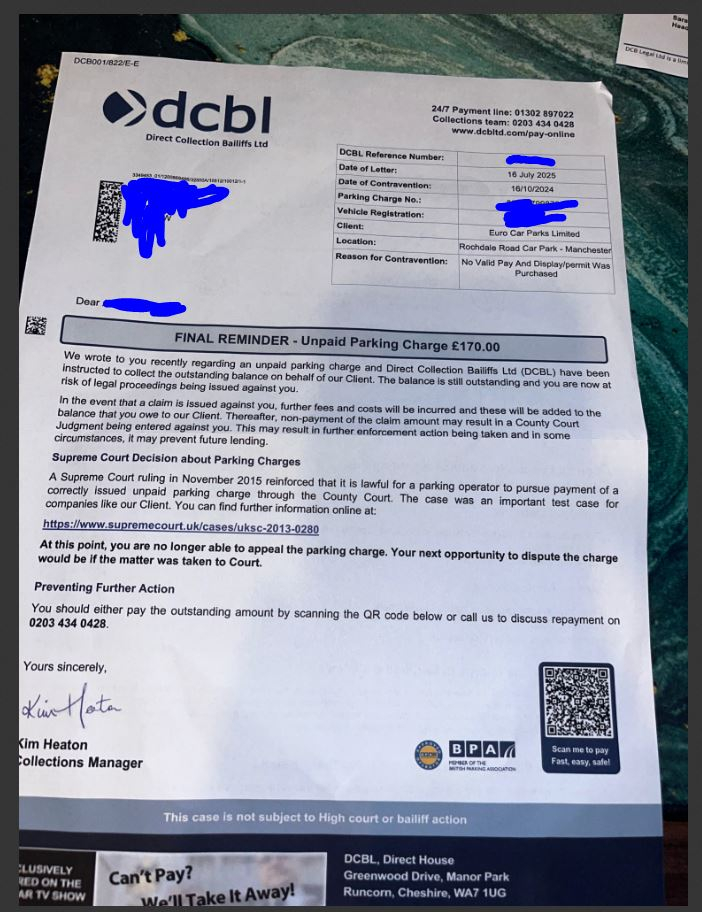 Sara
Head
DCB Legal Ltd is a limi
DCB001/822/E-E
dcbl
Direct Collection Bailiffs Ltd
24/7 Payment line: 01302 897022
Collections team: 0203 434 0428
www.dcbltd.com/pay-online
DCBL Reference Number:
Date of Letter: 16 July 2025
Date of Contravention: 16/10/2024
Parking Charge No.:
Vehicle Registration:
Client: Euro Car Parks Limited
Location: Rochdale Road Car Park - Manchester
Reason for Contravention: No Valid Pay And Display/permit Was
Purchased
Dear
FINAL REMINDER - Unpaid Parking Charge £170.00
We wrote to you recently regarding an unpaid parking charge and Direct Collection Bailiffs Ltd (DCBL) have been
instructed to collect the outstanding balance on behalf of our Client. The balance is still outstanding and you are now at
risk of legal proceedings being issued against you.
In the event that a claim is issued against you, further fees and costs will be incurred and these will be added to the
balance that you owe to our Client. Thereafter, non-payment of the claim amount may result in a County Court
Judgment being entered against you. This may result in further enforcement action being taken and in some
circumstances, it may prevent future lending.
Supreme Court Decision about Parking Charges
A Supreme Court ruling in November 2015 reinforced that it is lawful for a parking operator to pursue payment of a
correctly issued unpaid parking charge through the County Court. The case was an important test case for
companies like our Client. You can find further information online at:
https://www.supremecourt.uk/cases/uksc-2013-0280
At this point, you are no longer able to appeal the parking charge. Your next opportunity to dispute the charge
would be if the matter was taken to Court.
Preventing Further Action
You should either pay the outstanding amount by scanning the QR code below or call us to discuss repayment on
0203 434 0428.
Yours sincerely,
Kim Heaton
Kim Heaton
Collections Manager
BPA
MEMBER OF THE
BRITISH PARKING ASSOCIATION
Scan me to pay
Fast, easy, safe!
This case is not subject to High court or bailiff action
CLUSIVELY
RED ON THE
AR TV SHOW
Can't Pay?
We'll Take It Away!
DCBL, Direct House
Greenwood Drive, Manor Park
Runcorn, Cheshire, WA7 1UG